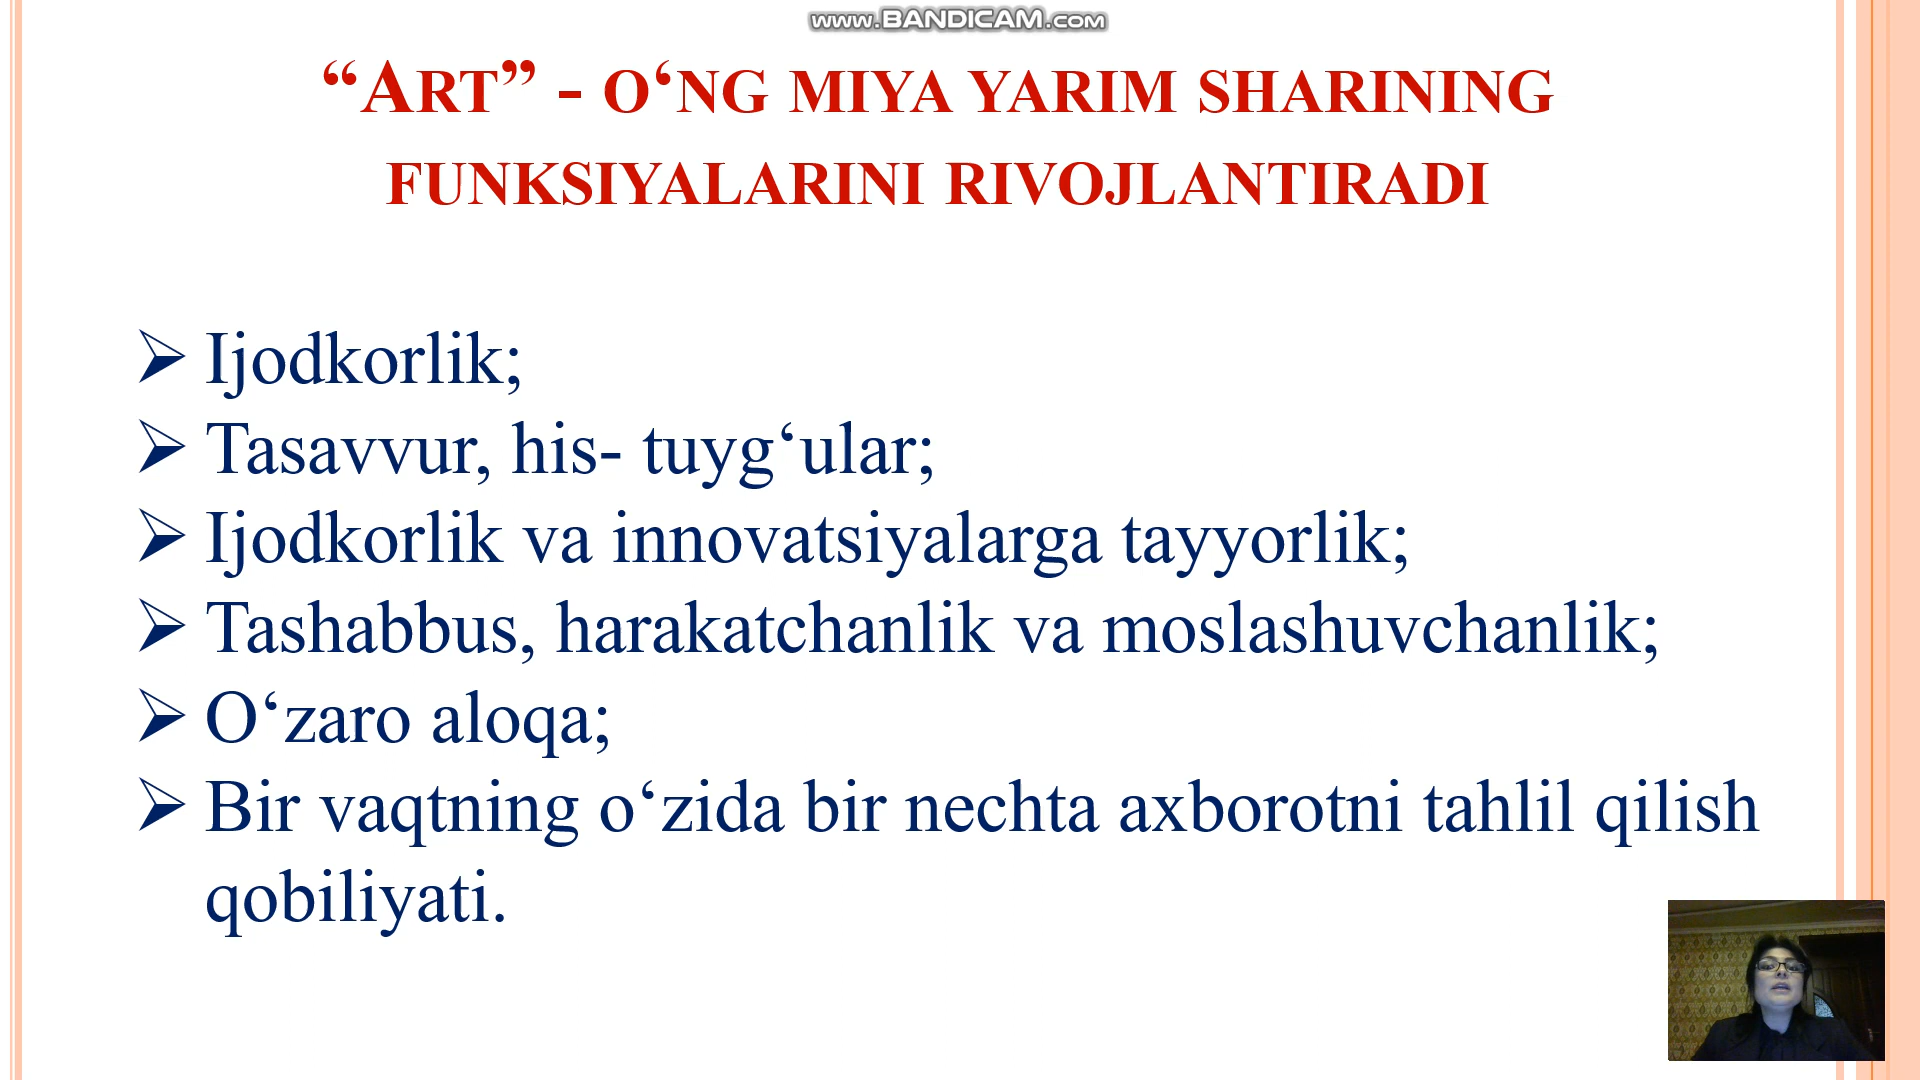 www.BANDICAM.com
“ART” - O‘NG MIYA YARIM SHARINING
FUNKSIYALARINI RIVOJLANTIRADI
➢ Ijodkorlik;
➢ Tasavvur, his- tuyg‘ular;
➢ Ijodkorlik va innovatsiyalarga tayyorlik;
➢ Tashabbus, harakatchanlik va moslashuvchanlik;
➢ O‘zaro aloqa;
➢ Bir vaqtning o‘zida bir nechta axborotni tahlil qilish
qobiliyati.